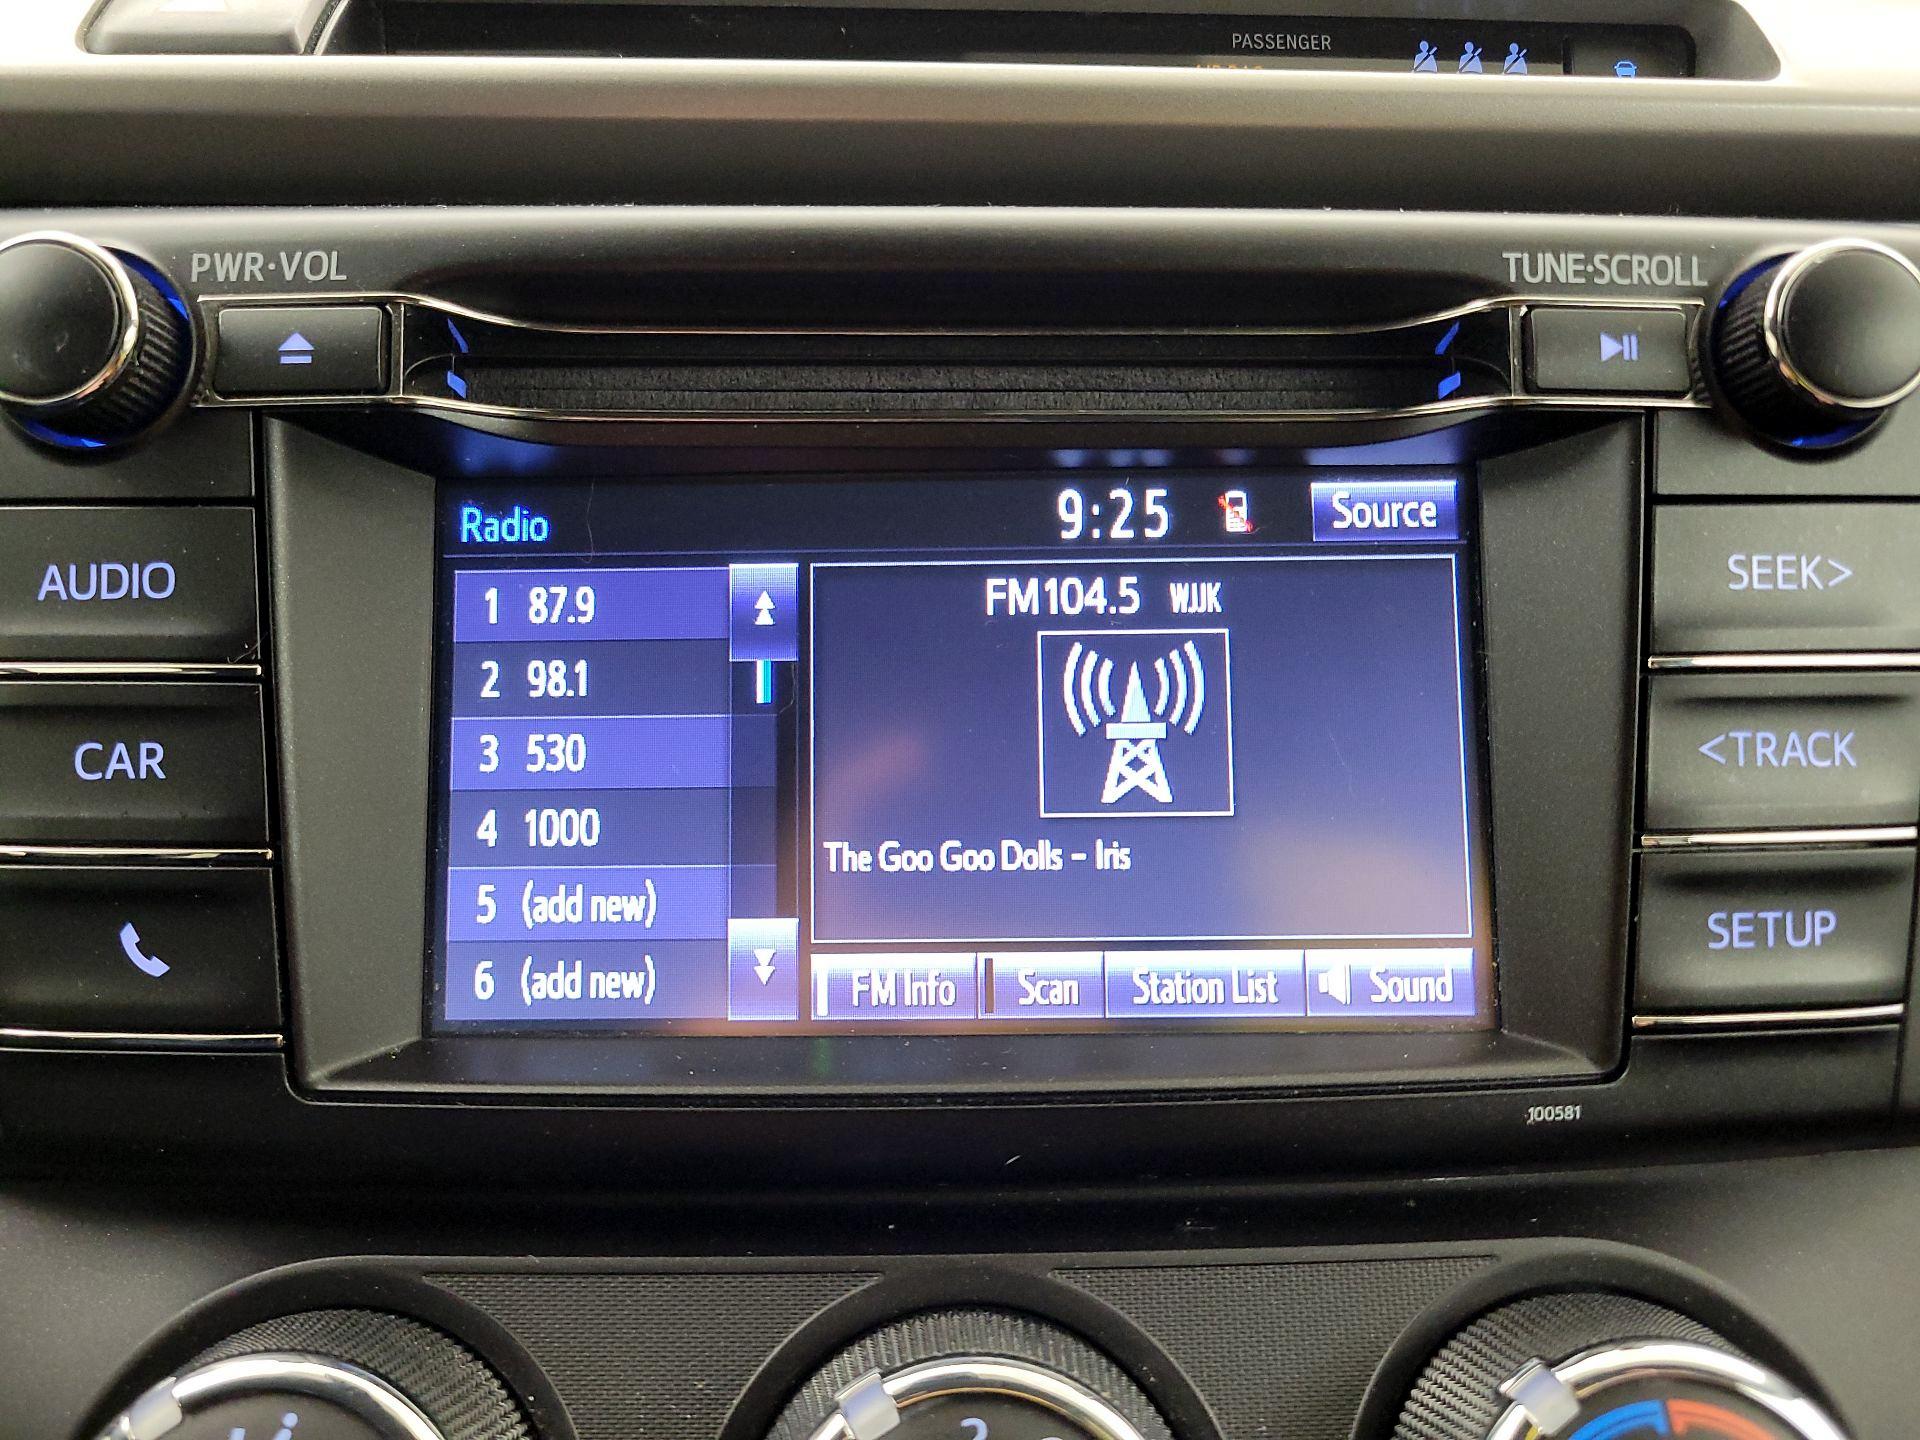 PASSENGER
PWR·VOL
TUNE·SCROLL
Radio
9:25
Source
AUDIO
CAR
1 87.9
2 98.1
3 530
4 1000
5 (add new)
6 (add new)
FM104.5 WJJK
The Goo Goo Dolls - Iris
FM Info
Scan
Station List
Sound
SEEK>
<TRACK
SETUP
100581
2